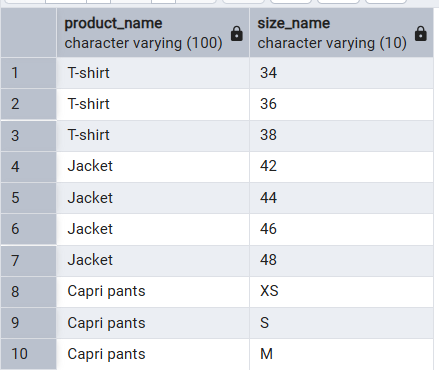 product_name size_name
character varying (100) character varying (10)
1 T-shirt 34
2 T-shirt 36
3 T-shirt 38
4 Jacket 42
5 Jacket 44
6 Jacket 46
7 Jacket 48
8 Capri pants XS
9 Capri pants S
10 Capri pants M